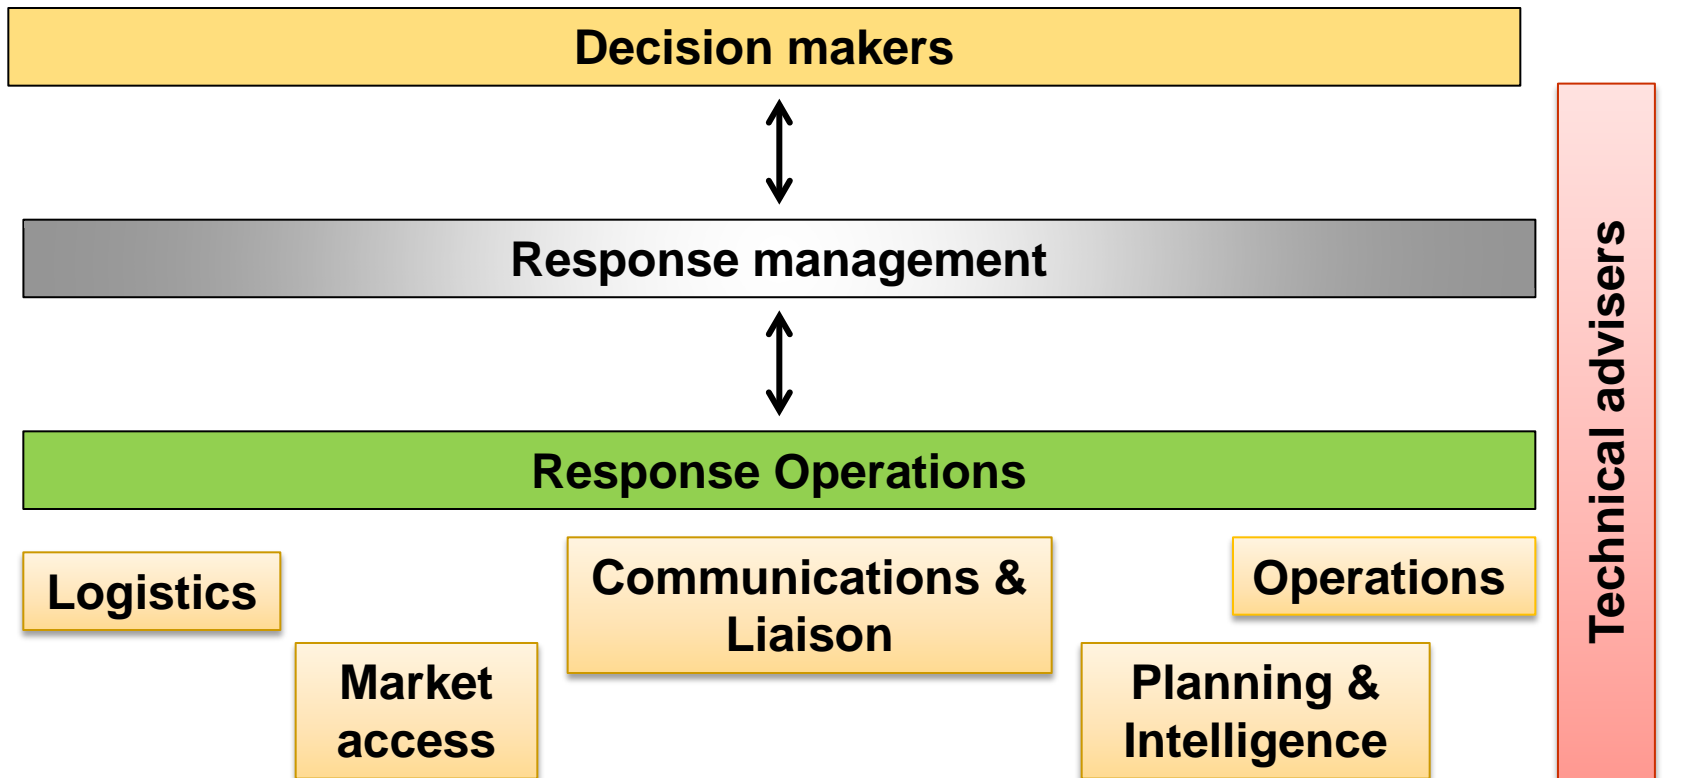 Decision makers
Response management
Response Operations
Logistics
Market
access
Communications &
Liaison
Planning &
Intelligence
Operations
Technical advisers